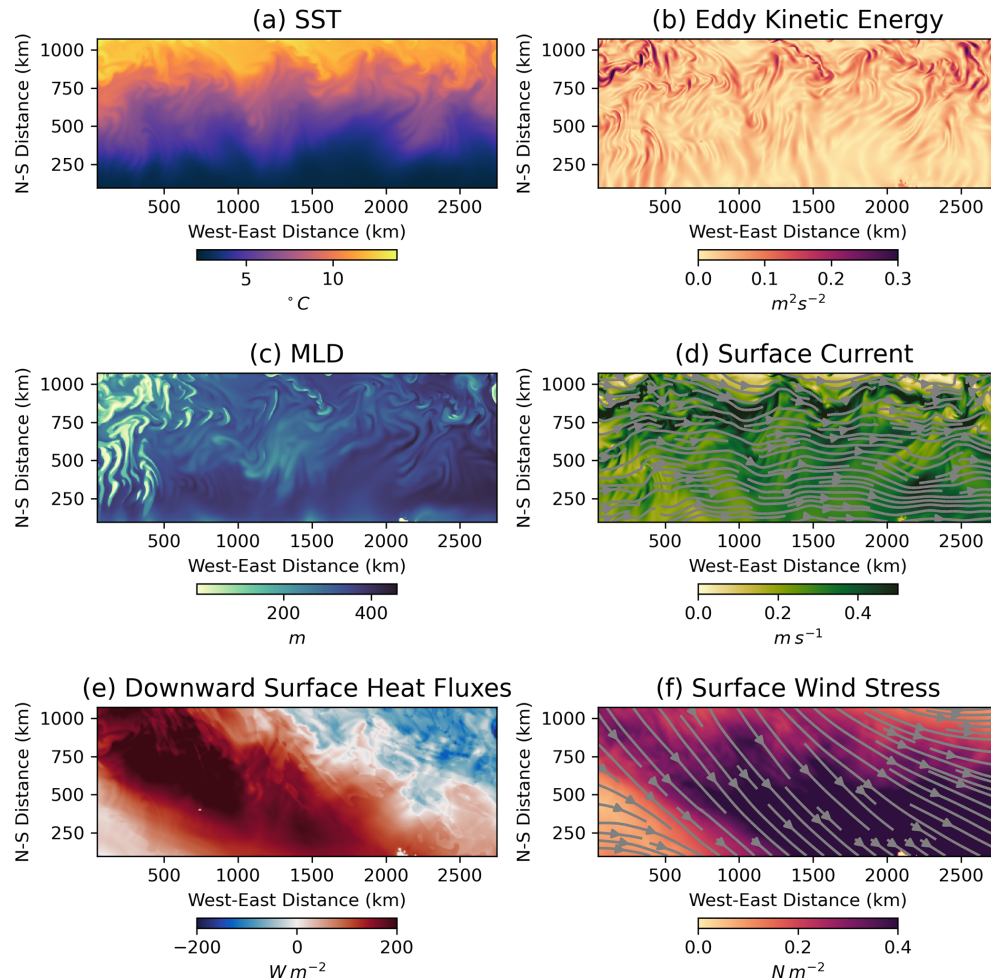 (a) SST
(b) Eddy Kinetic Energy
N-S Distance (km)
1000
750
500
250
500 1000 1500 2000 2500
West-East Distance (km)
5 10
°C
N-S Distance (km)
1000
750
500
250
500 1000 1500 2000 2500
West-East Distance (km)
0.0 0.1 0.2 0.3
m²s⁻²
(c) MLD
(d) Surface Current
N-S Distance (km)
1000
750
500
250
500 1000 1500 2000 2500
West-East Distance (km)
200 400
m
N-S Distance (km)
1000
750
500
250
500 1000 1500 2000 2500
West-East Distance (km)
0.0 0.2 0.4
m s⁻¹
(e) Downward Surface Heat Fluxes
(f) Surface Wind Stress
N-S Distance (km)
1000
750
500
250
500 1000 1500 2000 2500
West-East Distance (km)
−200 0 200
W m⁻²
N-S Distance (km)
1000
750
500
250
500 1000 1500 2000 2500
West-East Distance (km)
0.0 0.2 0.4
N m⁻²